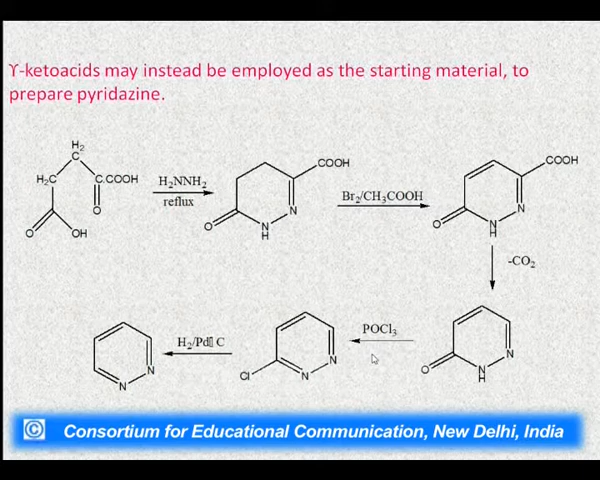 ϒ-ketoacids may instead be employed as the starting material, to
prepare pyridazine.
H2
C
H2C
C
COOH
O
O
OH
H2NNH2
reflux
COOH
O
N
N
H
Br2/CH3COOH
COOH
O
N
N
H
-CO2
O
N
N
H
POCl3
Cl
N
N
H2/Pd▯ C
N
N
© Consortium for Educational Communication, New Delhi, India